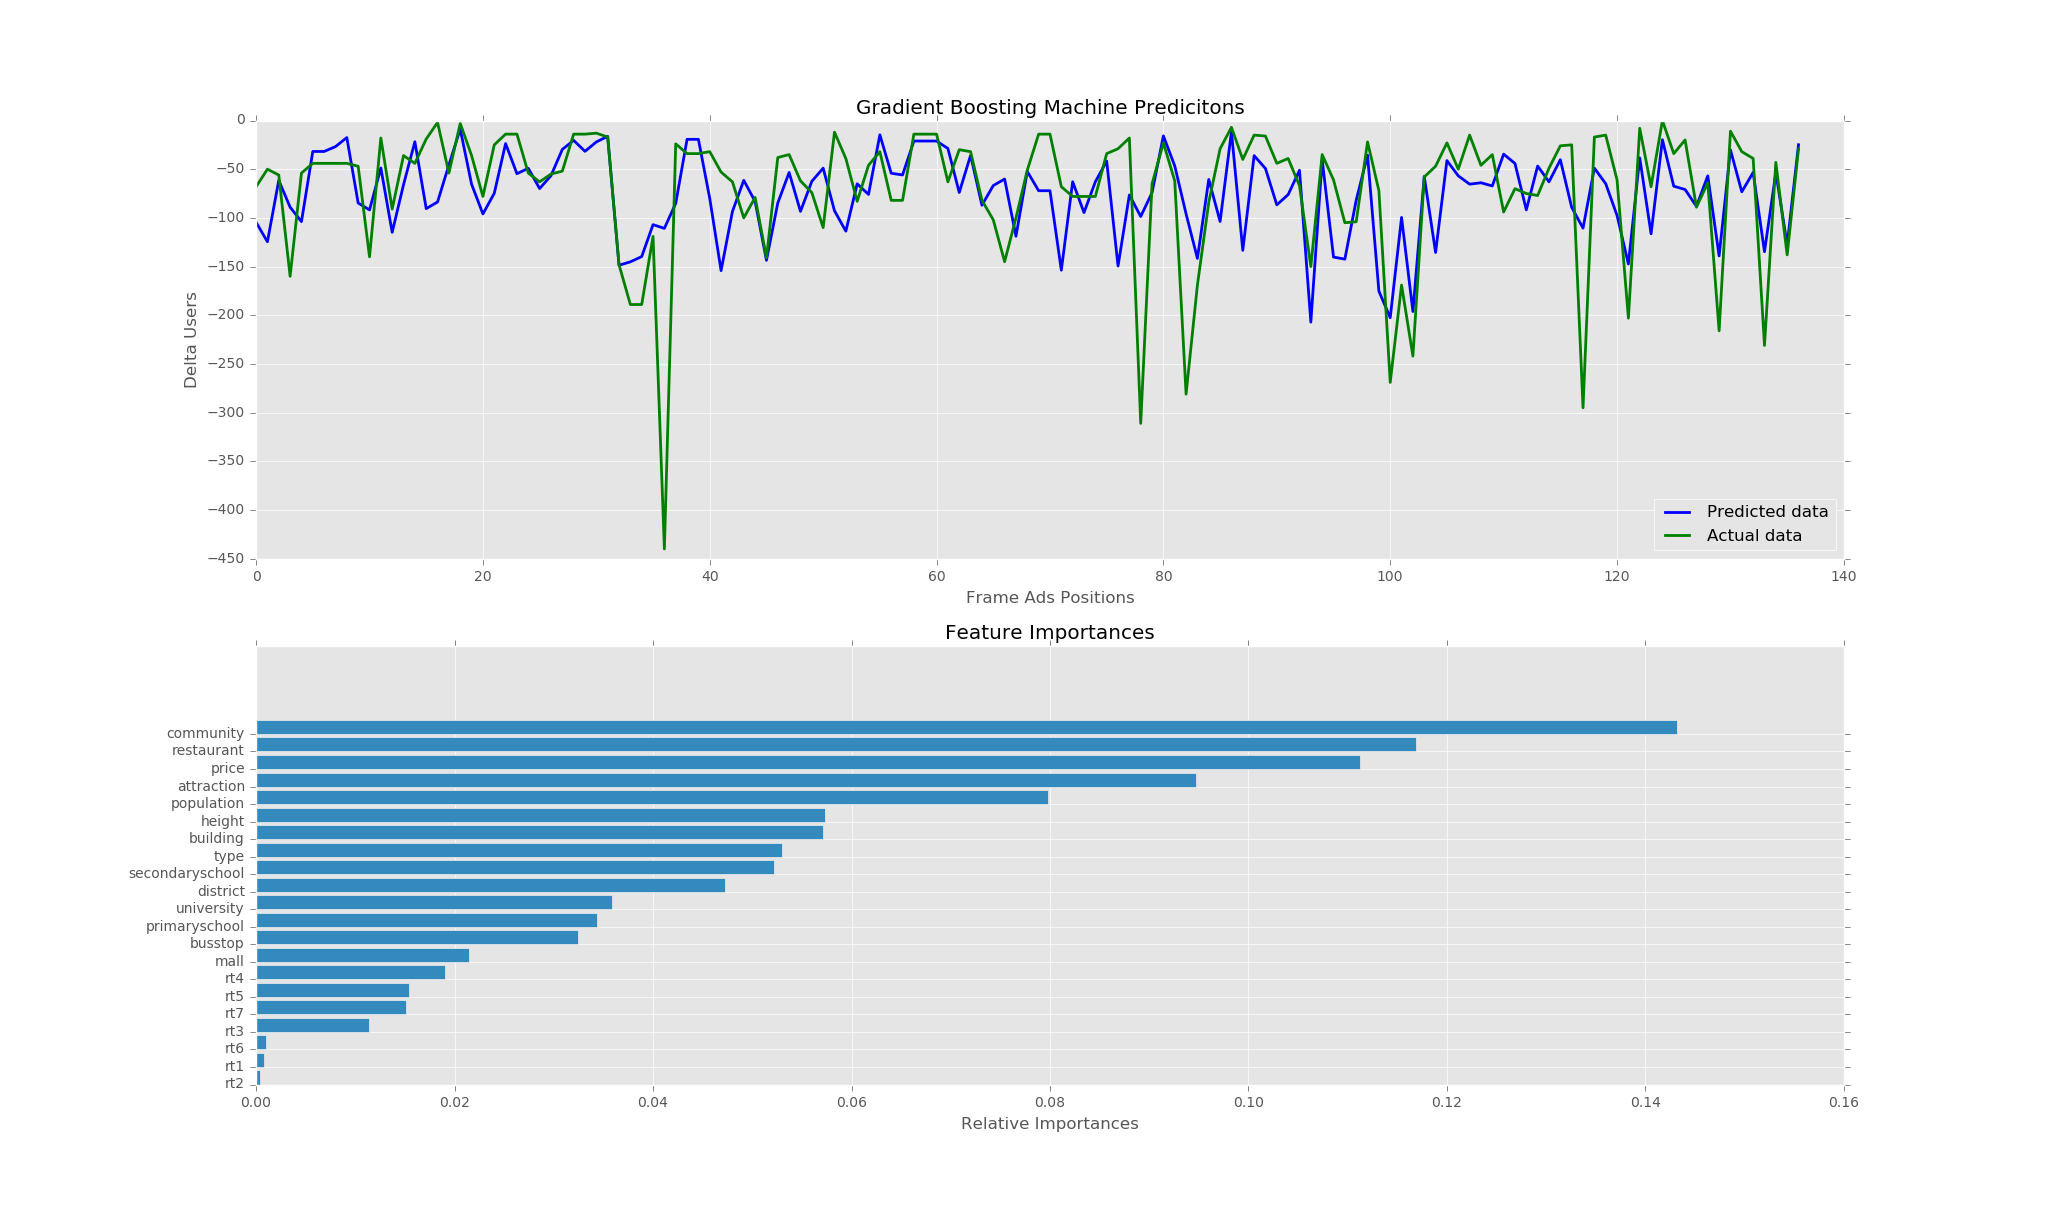 Gradient Boosting Machine Predicitons
0
−50
−100
−150
−200
−250
−300
−350
−400
−450
Delta Users
Predicted data
Actual data
0 20 40 60 80 100 120 140
Frame Ads Positions
Feature Importances
community
restaurant
price
attraction
population
height
building
type
secondaryschool
district
university
primaryschool
busstop
mall
rt4
rt5
rt7
rt3
rt6
rt1
rt2
0.00 0.02 0.04 0.06 0.08 0.10 0.12 0.14 0.16
Relative Importances